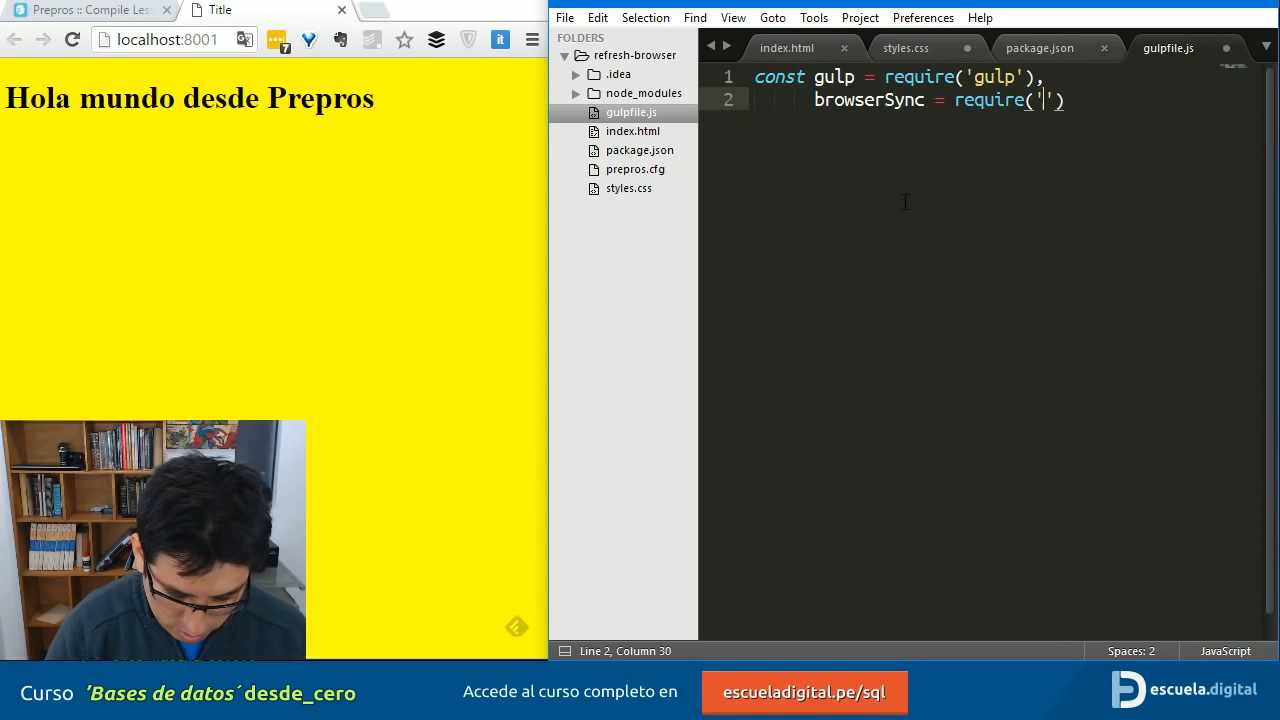 Prepros :: Compile Les
Title
localhost:8001
7
it
Hola mundo desde Prepros
File Edit Selection Find View Goto Tools Project Preferences Help
FOLDERS
refresh-browser
.idea
node_modules
gulpfile.js
index.html
package.json
prepros.cfg
styles.css
index.html styles.css package.json gulpfile.js
1 const gulp = require('gulp'),
2 browserSync = require('')
Line 2, Column 30 Spaces: 2 JavaScript
Curso 'Bases de datos´ desde_cero
Accede al curso completo en
escueladigital.pe/sql
escuela.digital